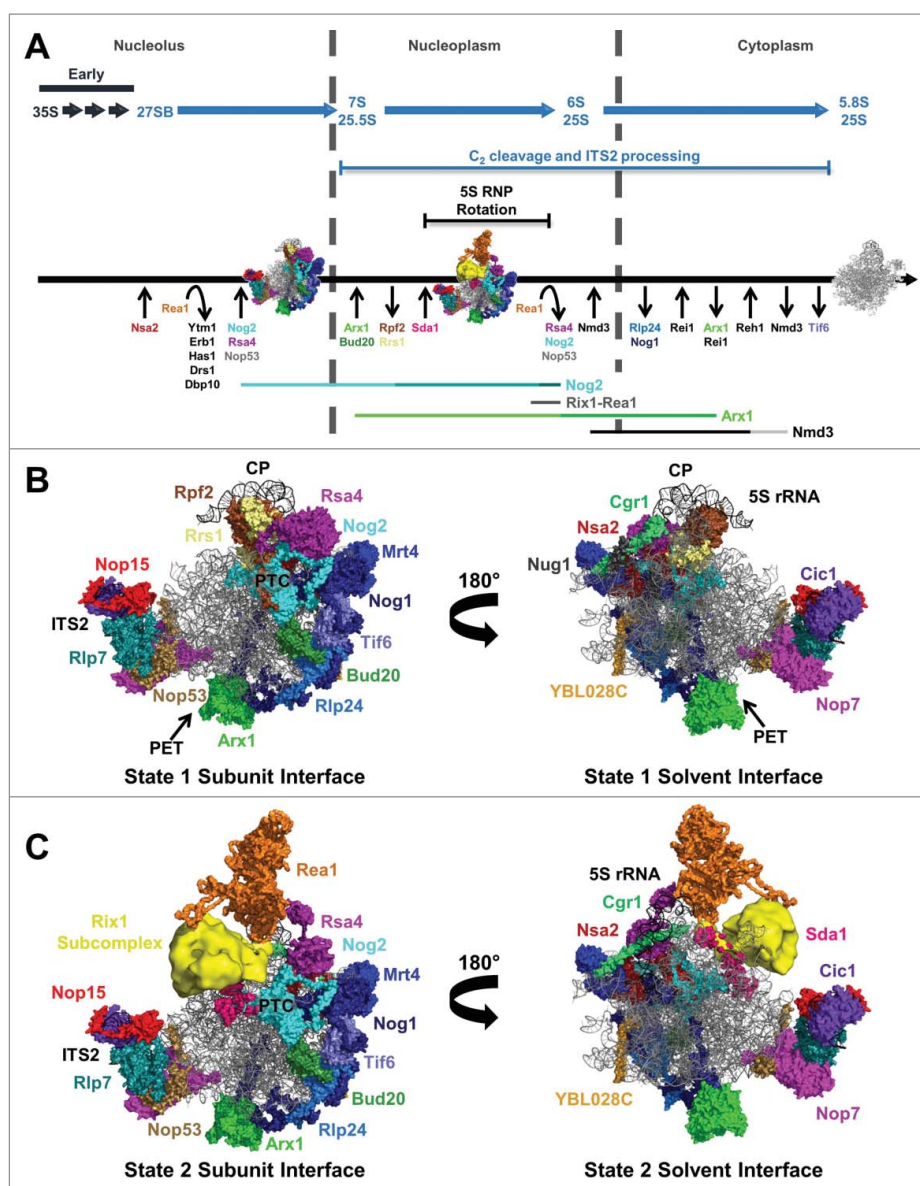 A
Nucleolus
Nucleoplasm
Cytoplasm
Early
35S
27SB
7S
25.5S
6S
25S
5.8S
25S
C2 cleavage and ITS2 processing
5S RNP
Rotation
Nsa2
Rea1
Ytm1
Erb1
Has1
Drs1
Dbp10
Nog2
Rsa4
Nop53
Arx1
Bud20
Rpf2
Rrs1
Sda1
Rea1
Rsa4
Nog2
Nop53
Nmd3
Rlp24
Nog1
Rei1
Arx1
Rei1
Reh1
Nmd3
Tif6
Nog2
Rix1-Rea1
Arx1
Nmd3
B
CP
Rpf2
Rsa4
Rrs1
Nog2
Mrt4
Nop15
PTC
Nog1
ITS2
Tif6
Rlp7
Bud20
Nop53
Rlp24
PET
Arx1
State 1 Subunit Interface
180°
CP
Cgr1
5S rRNA
Nsa2
Nug1
Cic1
YBL028C
Nop7
PET
State 1 Solvent Interface
C
Rea1
Rix1
Subcomplex
Rsa4
Nog2
Mrt4
Nop15
PTC
Nog1
ITS2
Tif6
Rlp7
Bud20
Nop53
Rlp24
Arx1
State 2 Subunit Interface
180°
5S rRNA
Cgr1
Nsa2
Sda1
Cic1
YBL028C
Nop7
State 2 Solvent Interface